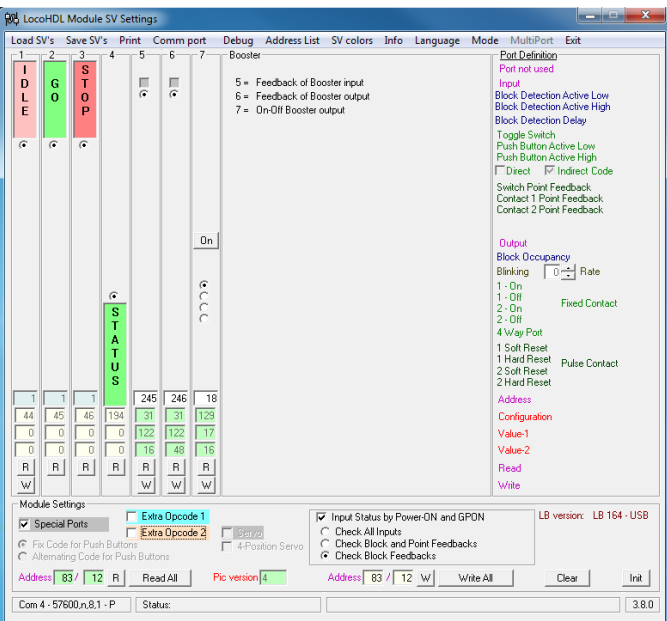 LocoHDL Module SV Settings
Load SV's Save SV's Print Comm port Debug Address List SV colors Info Language Mode MultiPort Exit
1 2 3 4 5 6 7 Booster
IDLE
GO
STOP
5 = Feedback of Booster input
6 = Feedback of Booster output
7 = On-Off Booster output
On
STATUS
1 1 1 245 246 18
44 45 46 194 31 31 129
0 0 0 0 122 122 17
0 0 0 0 16 48 16
R R R R R R
W W W W
Port Definition
Port not used
Input
Block Detection Active Low
Block Detection Active High
Block Detection Delay
Toggle Switch
Push Button Active Low
Push Button Active High
Direct Indirect Code
Switch Point Feedback
Contact 1 Point Feedback
Contact 2 Point Feedback
Output
Block Occupancy
Blinking 0 Rate
1 - On
1 - Off
2 - On
2 - Off
Fixed Contact
4 Way Port
1 Soft Reset
1 Hard Reset
2 Soft Reset
2 Hard Reset
Pulse Contact
Address
Configuration
Value-1
Value-2
Read
Write
Module Settings
Special Ports
Fix Code for Push Buttons
Alternating Code for Push Buttons
Extra Opcode 1
Extra Opcode 2
Servo
4-Position Servo
Input Status by Power-ON and GPON
Check All Inputs
Check Block and Point Feedbacks
Check Block Feedbacks
LB version: LB 164 - USB
Address 83 / 12 R Read All Pic version 4 Address 83 / 12 W Write All Clear Init
Com 4 - 57600,n,8,1 - P Status: 3.8.0